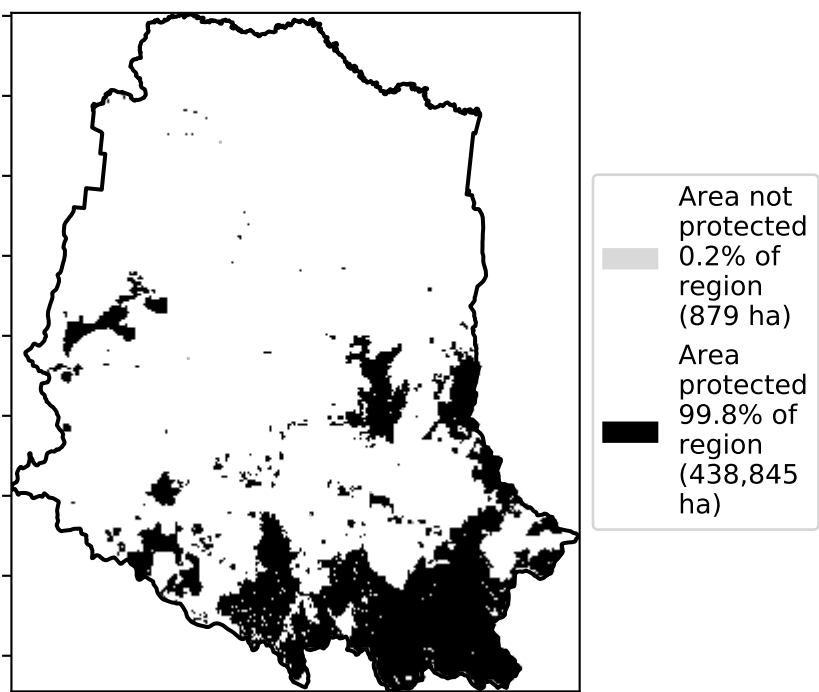 Area not
protected
0.2% of
region
(879 ha)
Area
protected
99.8% of
region
(438,845
ha)